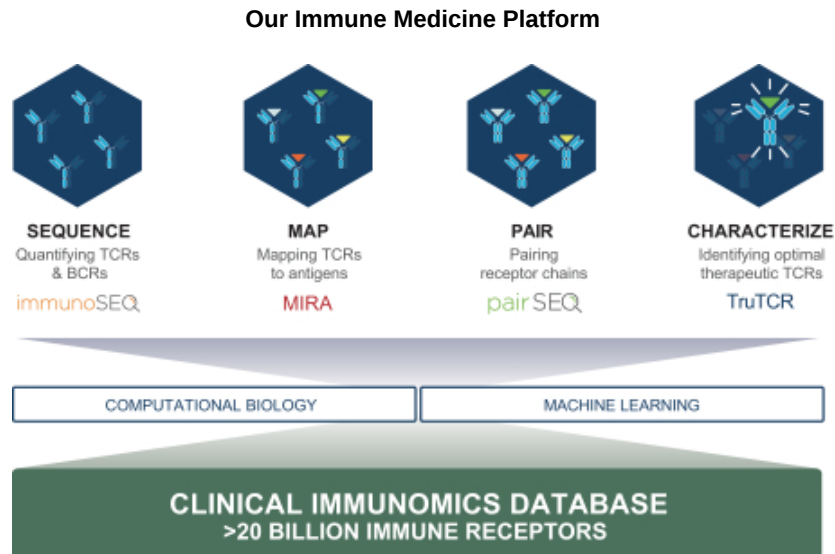 Our Immune Medicine Platform
SEQUENCE
Quantifying TCRs
& BCRs
immunoSEQ
MAP
Mapping TCRs
to antigens
MIRA
PAIR
Pairing
receptor chains
pairSEQ
CHARACTERIZE
Identifying optimal
therapeutic TCRs
TruTCR
COMPUTATIONAL BIOLOGY
MACHINE LEARNING
CLINICAL IMMUNOMICS DATABASE
>20 BILLION IMMUNE RECEPTORS